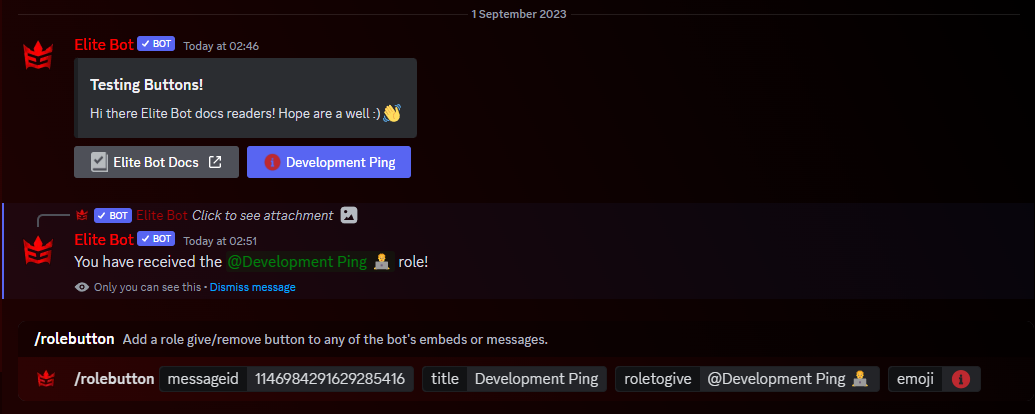 1 September 2023
Elite Bot ✓ BOT Today at 02:46
Testing Buttons!
Hi there Elite Bot docs readers! Hope are a well :) 👋
Elite Bot Docs Development Ping
✓ BOT Elite Bot Click to see attachment
Elite Bot ✓ BOT Today at 02:51
You have received the @Development Ping 🧑‍💻 role!
Only you can see this • Dismiss message
/rolebutton Add a role give/remove button to any of the bot's embeds or messages.
/rolebutton messageid 1146984291629285416 title Development Ping roletogive @Development Ping 🧑‍💻 emoji